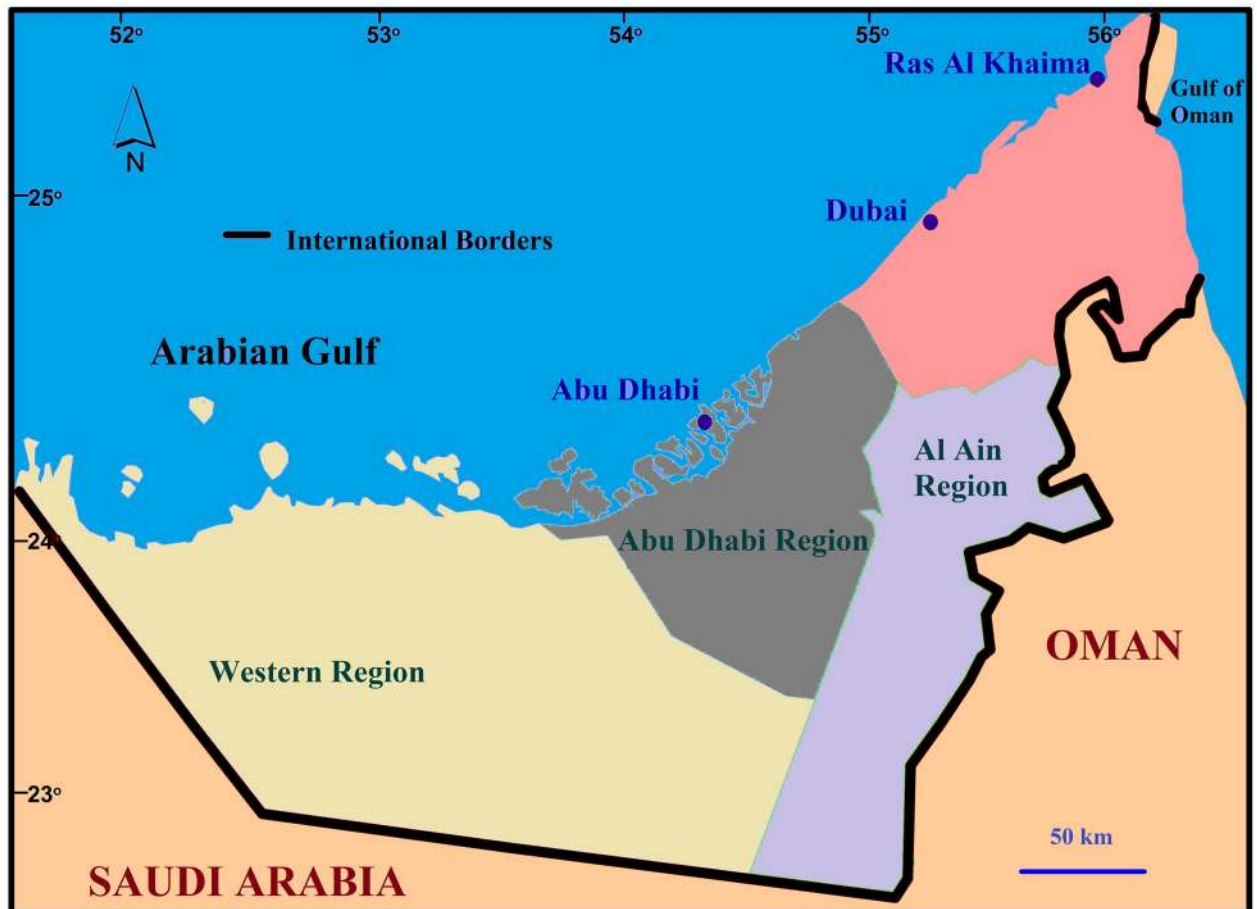 52°
53°
54°
55°
56°
Ras Al Khaima
Gulf of
Oman
N
25°
Dubai
International Borders
Arabian Gulf
Abu Dhabi
Al Ain
Region
24°
Abu Dhabi Region
OMAN
Western Region
23°
50 km
SAUDI ARABIA